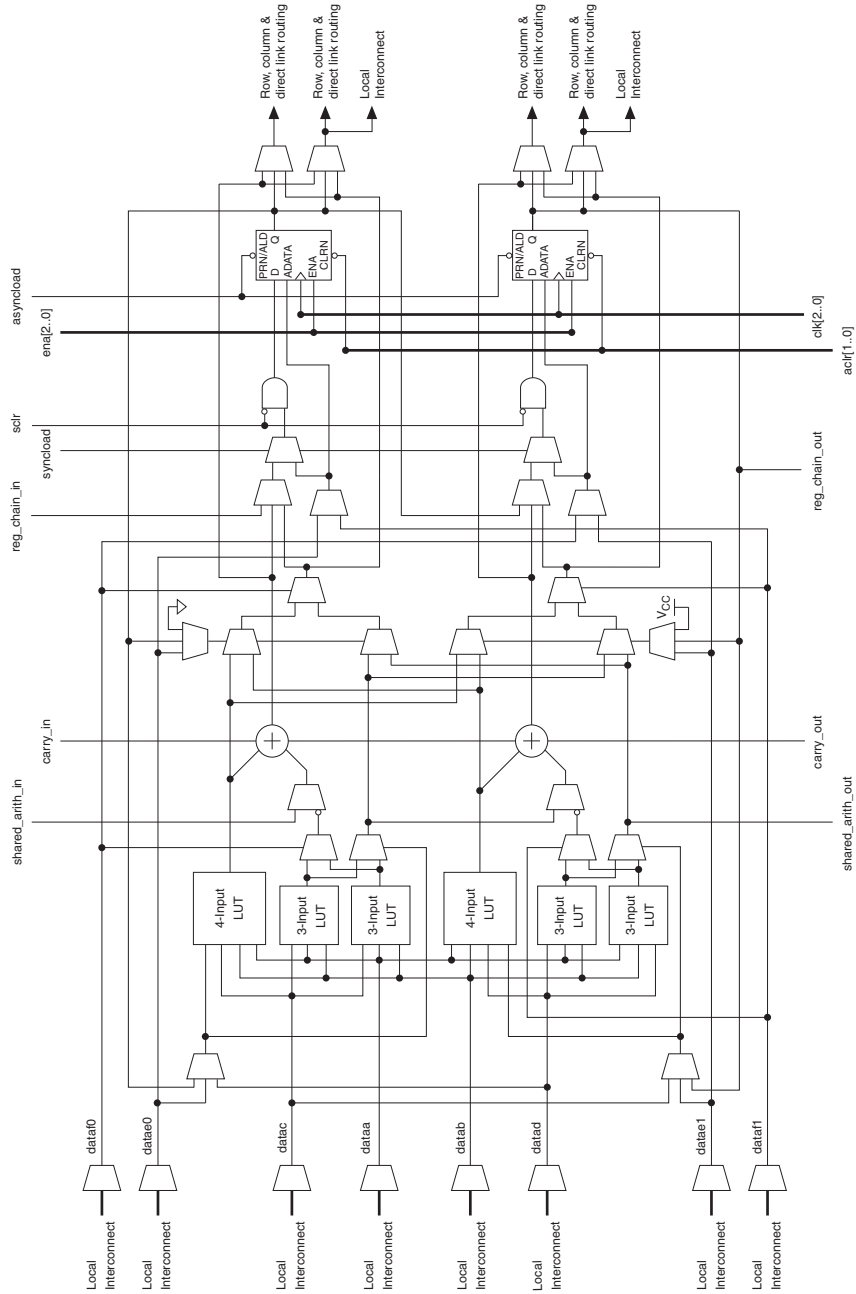 Row, column &
direct link routing
Row, column &
direct link routing
Local
Interconnect
Row, column &
direct link routing
Row, column &
direct link routing
Local
Interconnect
asyncload
ena[2..0]
PRN/ALD
D Q
ADATA
ENA
CLRN
PRN/ALD
D Q
ADATA
ENA
CLRN
clk[2..0]
aclr[1..0]
sclr
syncload
reg_chain_in
reg_chain_out
VCC
carry_in
carry_out
shared_arith_in
shared_arith_out
4-Input
LUT
3-Input
LUT
3-Input
LUT
4-Input
LUT
3-Input
LUT
3-Input
LUT
dataf0
datae0
datac
dataa
datab
datad
datae1
dataf1
Local
Interconnect
Local
Interconnect
Local
Interconnect
Local
Interconnect
Local
Interconnect
Local
Interconnect
Local
Interconnect
Local
Interconnect